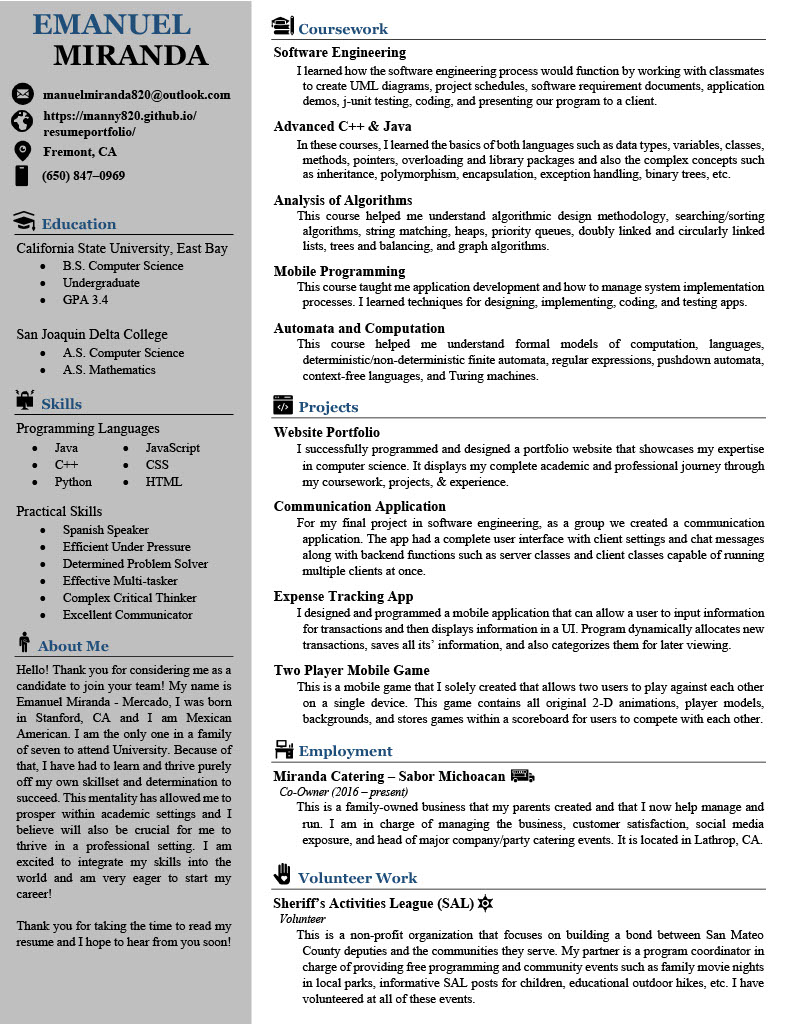 EMANUEL
MIRANDA
manuelmiranda820@outlook.com
https://manny820.github.io/
resumeportfolio/
Fremont, CA
(650) 847–0969
Education
California State University, East Bay
• B.S. Computer Science
• Undergraduate
• GPA 3.4
San Joaquin Delta College
• A.S. Computer Science
• A.S. Mathematics
Skills
Programming Languages
• Java • JavaScript
• C++ • CSS
• Python • HTML
Practical Skills
• Spanish Speaker
• Efficient Under Pressure
• Determined Problem Solver
• Effective Multi-tasker
• Complex Critical Thinker
• Excellent Communicator
About Me
Hello! Thank you for considering me as a
candidate to join your team! My name is
Emanuel Miranda - Mercado, I was born
in Stanford, CA and I am Mexican
American. I am the only one in a family
of seven to attend University. Because of
that, I have had to learn and thrive purely
off my own skillset and determination to
succeed. This mentality has allowed me to
prosper within academic settings and I
believe will also be crucial for me to
thrive in a professional setting. I am
excited to integrate my skills into the
world and am very eager to start my
career!
Thank you for taking the time to read my
resume and I hope to hear from you soon!
Coursework
Software Engineering
I learned how the software engineering process would function by working with classmates
to create UML diagrams, project schedules, software requirement documents, application
demos, j-unit testing, coding, and presenting our program to a client.
Advanced C++ & Java
In these courses, I learned the basics of both languages such as data types, variables, classes,
methods, pointers, overloading and library packages and also the complex concepts such
as inheritance, polymorphism, encapsulation, exception handling, binary trees, etc.
Analysis of Algorithms
This course helped me understand algorithmic design methodology, searching/sorting
algorithms, string matching, heaps, priority queues, doubly linked and circularly linked
lists, trees and balancing, and graph algorithms.
Mobile Programming
This course taught me application development and how to manage system implementation
processes. I learned techniques for designing, implementing, coding, and testing apps.
Automata and Computation
This course helped me understand formal models of computation, languages,
deterministic/non-deterministic finite automata, regular expressions, pushdown automata,
context-free languages, and Turing machines.
Projects
Website Portfolio
I successfully programmed and designed a portfolio website that showcases my expertise
in computer science. It displays my complete academic and professional journey through
my coursework, projects, & experience.
Communication Application
For my final project in software engineering, as a group we created a communication
application. The app had a complete user interface with client settings and chat messages
along with backend functions such as server classes and client classes capable of running
multiple clients at once.
Expense Tracking App
I designed and programmed a mobile application that can allow a user to input information
for transactions and then displays information in a UI. Program dynamically allocates new
transactions, saves all its' information, and also categorizes them for later viewing.
Two Player Mobile Game
This is a mobile game that I solely created that allows two users to play against each other
on a single device. This game contains all original 2-D animations, player models,
backgrounds, and stores games within a scoreboard for users to compete with each other.
Employment
Miranda Catering – Sabor Michoacan
Co-Owner (2016 – present)
This is a family-owned business that my parents created and that I now help manage and
run. I am in charge of managing the business, customer satisfaction, social media
exposure, and head of major company/party catering events. It is located in Lathrop, CA.
Volunteer Work
Sheriff's Activities League (SAL)
Volunteer
This is a non-profit organization that focuses on building a bond between San Mateo
County deputies and the communities they serve. My partner is a program coordinator in
charge of providing free programming and community events such as family movie nights
in local parks, informative SAL posts for children, educational outdoor hikes, etc. I have
volunteered at all of these events.